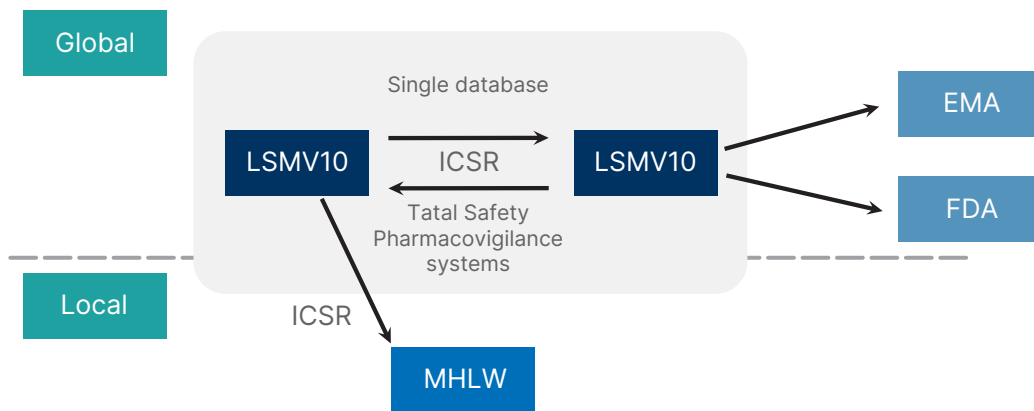 Global
Single database
EMA
LSMV10
ICSR
LSMV10
FDA
Tatal Safety
Pharmacovigilance
systems
Local
ICSR
MHLW